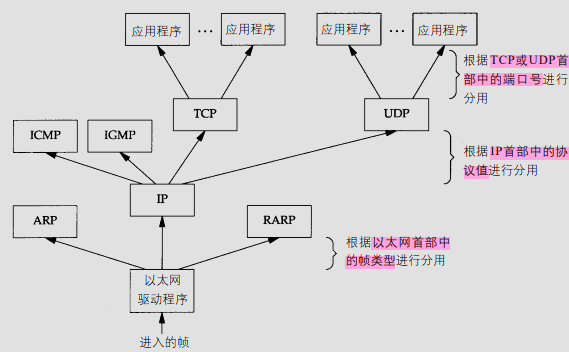 应用程序 … 应用程序 应用程序 … 应用程序
根据TCP或UDP首
部中的端口号进行
分用
TCP UDP
ICMP IGMP
根据IP首部中的协
议值进行分用
IP
ARP RARP
根据以太网首部中
的帧类型进行分用
以太网
驱动程序
进入的帧